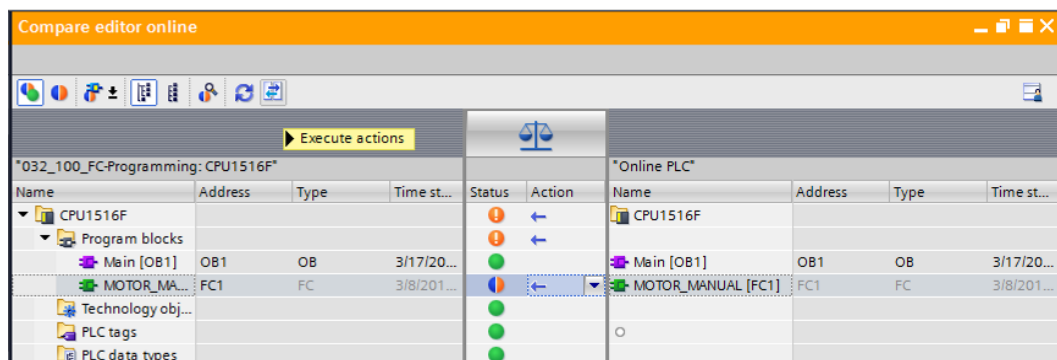 Compare editor online
Execute actions
"032_100_FC-Programming: CPU1516F" "Online PLC"
Name Address Type Time st... Status Action Name Address Type Time st...
CPU1516F CPU1516F
Program blocks
Main [OB1] OB1 OB 3/17/20... Main [OB1] OB1 OB 3/17/20...
MOTOR_MA... FC1 FC 3/8/201... MOTOR_MANUAL [FC1] FC1 FC 3/8/201...
Technology obj...
PLC tags
PLC data types